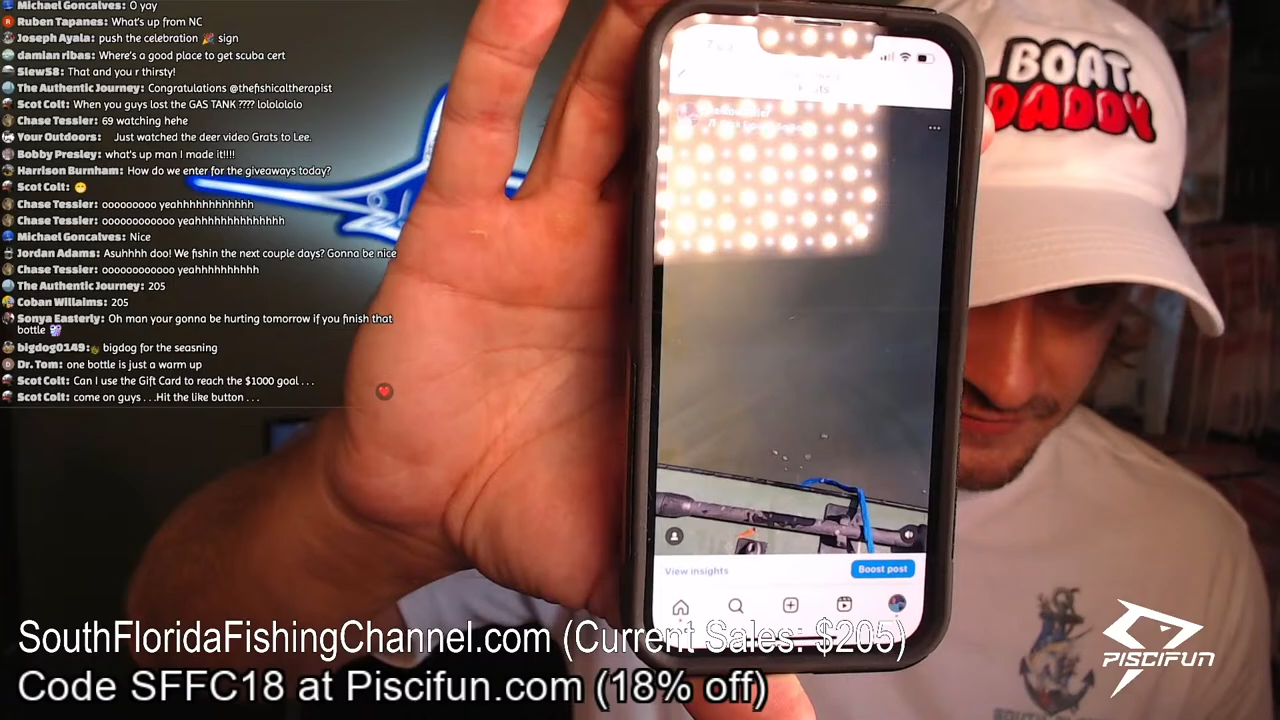 Michael Goncalves: O yay
Ruben Tapanes: What's up from NC
Joseph Ayala: push the celebration 🎉 sign
damian ribas: Where's a good place to get scuba cert
Slew58: That and you r thirsty!
The Authentic Journey: Congratulations @thefishicaltherapist
Scot Colt: When you guys lost the GAS TANK ???? lololololo
Chase Tessier: 69 watching hehe
Your Outdoors: Just watched the deer video Grats to Lee.
Bobby Presley: what's up man I made it!!!!
Harrison Burnham: How do we enter for the giveaways today?
Scot Colt: 😁
Chase Tessier: ooooooooo yeahhhhhhhhhhh
Chase Tessier: oooooooooooo yeahhhhhhhhhhhhhh
Michael Goncalves: Nice
Jordan Adams: Asuhhhh doo! We fishin the next couple days? Gonna be nice
Chase Tessier: oooooooooooo yeahhhhhhhhhh
The Authentic Journey: 205
Coban Willaims: 205
Sonya Easterly: Oh man your gonna be hurting tomorrow if you finish that
bottle
bigdog0149: bigdog for the seasning
Dr. Tom: one bottle is just a warm up
Scot Colt: Can I use the Gift Card to reach the $1000 goal . . .
Scot Colt: come on guys . . .Hit the like button . . .
BOAT
DADDY
View insights
Boost post
SouthFloridaFishingChannel.com (Current Sales: $205)
Code SFFC18 at Piscifun.com (18% off)
PISCIFUN